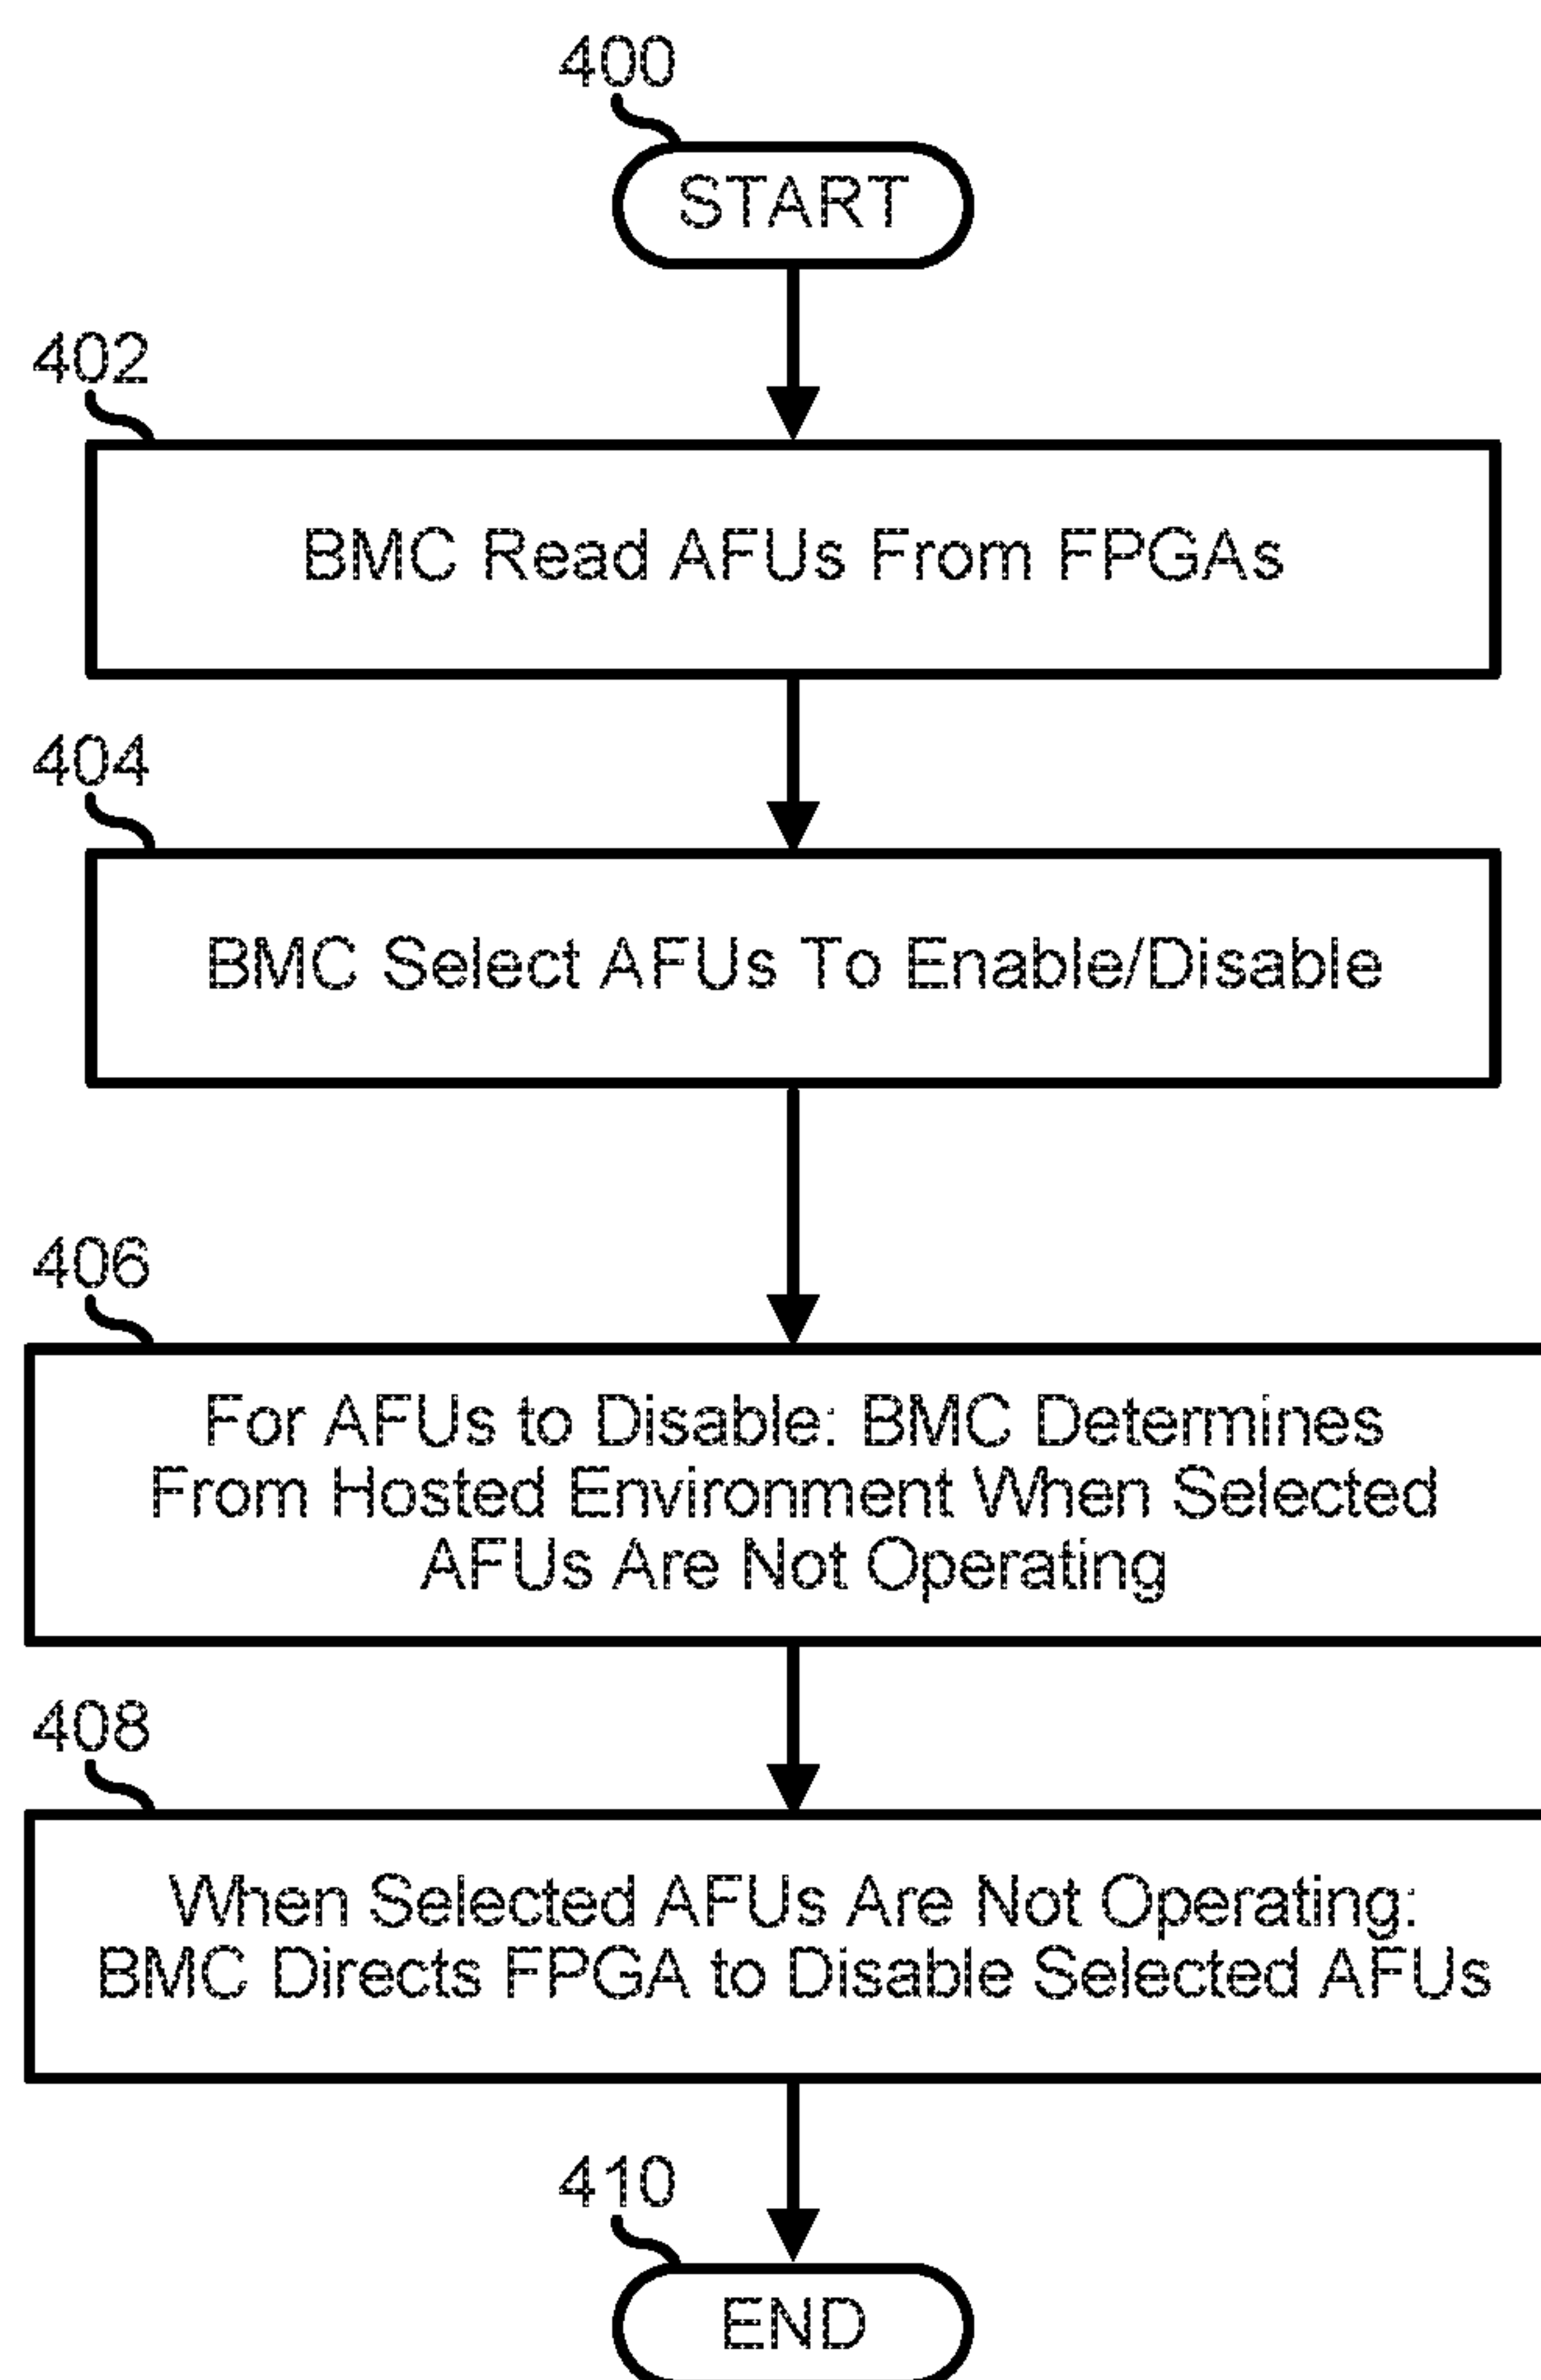 400
START
402
BMC Read AFUs From FPGAs
404
BMC Select AFUs To Enable/Disable
406
For AFUs to Disable: BMC Determines
From Hosted Environment When Selected
AFUs Are Not Operating
408
When Selected AFUs Are Not Operating:
BMC Directs FPGA to Disable Selected AFUs
410
END